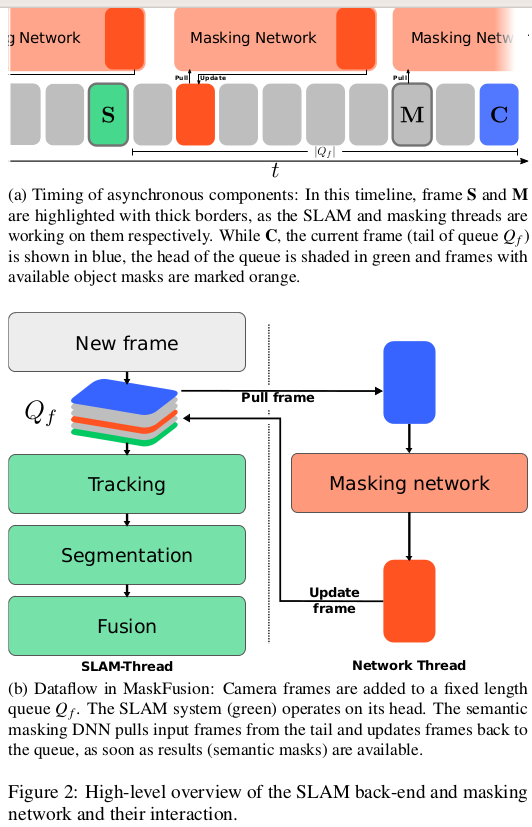 g Network
Masking Network
Masking Netw
Pull
Update
Pull
S
M
C
|Q_f|
t
(a) Timing of asynchronous components: In this timeline, frame S and M
are highlighted with thick borders, as the SLAM and masking threads are
working on them respectively. While C, the current frame (tail of queue Q_f)
is shown in blue, the head of the queue is shaded in green and frames with
available object masks are marked orange.
New frame
Q_f
Pull frame
Tracking
Masking network
Segmentation
Update
frame
Fusion
SLAM-Thread
Network Thread
(b) Dataflow in MaskFusion: Camera frames are added to a fixed length
queue Q_f. The SLAM system (green) operates on its head. The semantic
masking DNN pulls input frames from the tail and updates frames back to
the queue, as soon as results (semantic masks) are available.
Figure 2: High-level overview of the SLAM back-end and masking
network and their interaction.